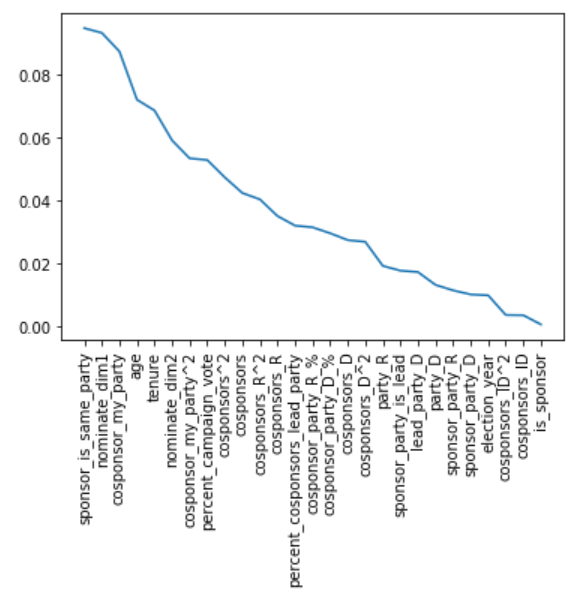 0.08
0.06
0.04
0.02
0.00
sponsor_is_same_party
nominate_dim1
cosponsor_my_party
age
tenure
nominate_dim2
cosponsor_my_party^2
percent_campaign_vote
cosponsors^2
cosponsors
cosponsors_R^2
cosponsors_R
percent_cosponsors_lead_party
cosponsor_party_R_%
cosponsor_party_D_%
cosponsors_D
cosponsors_D^2
party_R
sponsor_party_is_lead
lead_party_D
party_D
sponsor_party_R
sponsor_party_D
election_year
cosponsors_ID^2
cosponsors_ID
is_sponsor